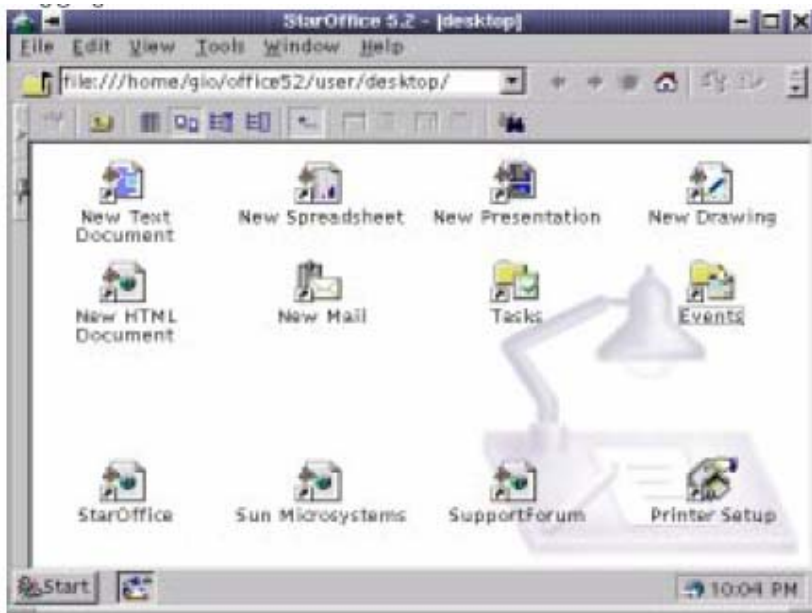 StarOffice 5.2 - [desktop]
File Edit View Tools Window Help
file:///home/gio/office52/user/desktop/
New Text Document
New Spreadsheet
New Presentation
New Drawing
New HTML Document
New Mail
Tasks
Events
StarOffice
Sun Microsystems
SupportForum
Printer Setup
Start
10:04 PM